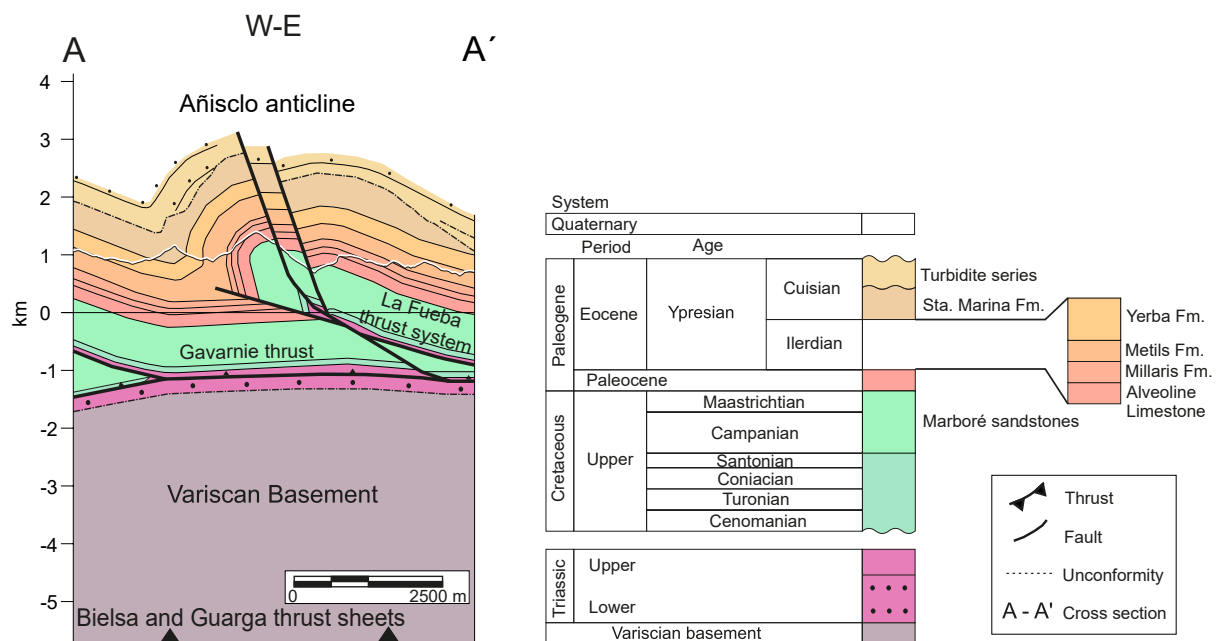 W-E
A
A´
Añisclo anticline
4
3
2
1
0
-1
-2
-3
-4
-5
km
La Fueba
thrust system
Gavarnie thrust
Variscan Basement
0 2500 m
Bielsa and Guarga thrust sheets
System
Quaternary
Period Age
Paleogene
Eocene
Ypresian
Cuisian
Ilerdian
Paleocene
Turbidite series
Sta. Marina Fm.
Yerba Fm.
Metils Fm.
Millaris Fm.
Alveoline
Limestone
Cretaceous
Upper
Maastrichtian
Campanian
Santonian
Coniacian
Turonian
Cenomanian
Marboré sandstones
Triassic
Upper
Lower
Variscian basement
Thrust
Fault
Unconformity
A - A' Cross section